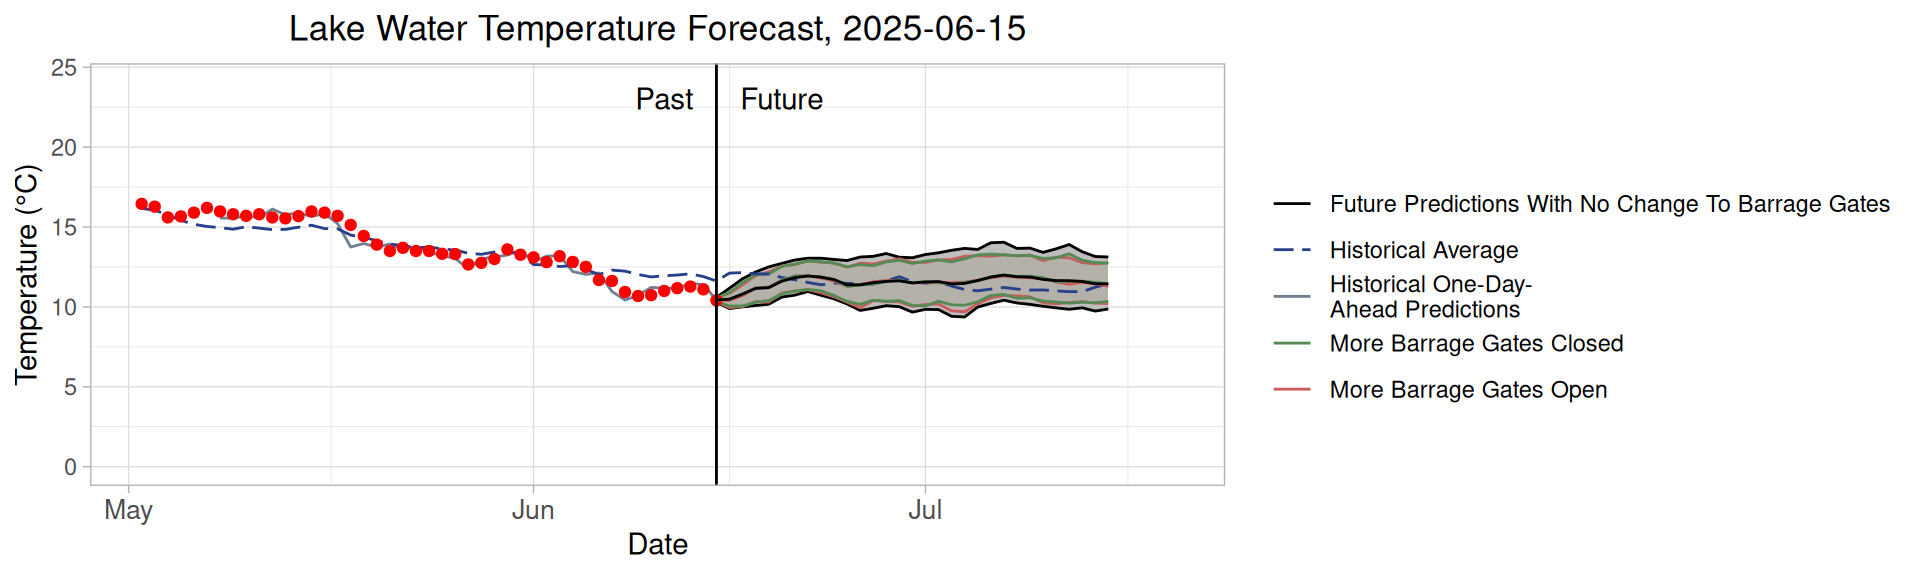 Lake Water Temperature Forecast, 2025-06-15
25
20
15
10
5
0
Temperature (°C)
Past
Future
May
Jun
Jul
Date
Future Predictions With No Change To Barrage Gates
Historical Average
Historical One-Day-
Ahead Predictions
More Barrage Gates Closed
More Barrage Gates Open